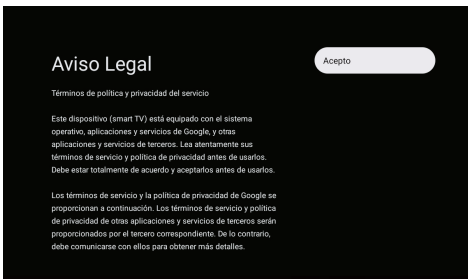 Aviso Legal
Acepto
Términos de política y privacidad del servicio
Este dispositivo (smart TV) está equipado con el sistema
operativo, aplicaciones y servicios de Google, y otras
aplicaciones y servicios de terceros. Lea atentamente sus
términos de servicio y política de privacidad antes de usarlos.
Debe estar totalmente de acuerdo y aceptarlos antes de usarlos.
Los términos de servicio y la política de privacidad de Google se
proporcionan a continuación. Los términos de servicio y política
de privacidad de otras aplicaciones y servicios de terceros serán
proporcionados por el tercero correspondiente. De lo contrario,
debe comunicarse con ellos para obtener más detalles.